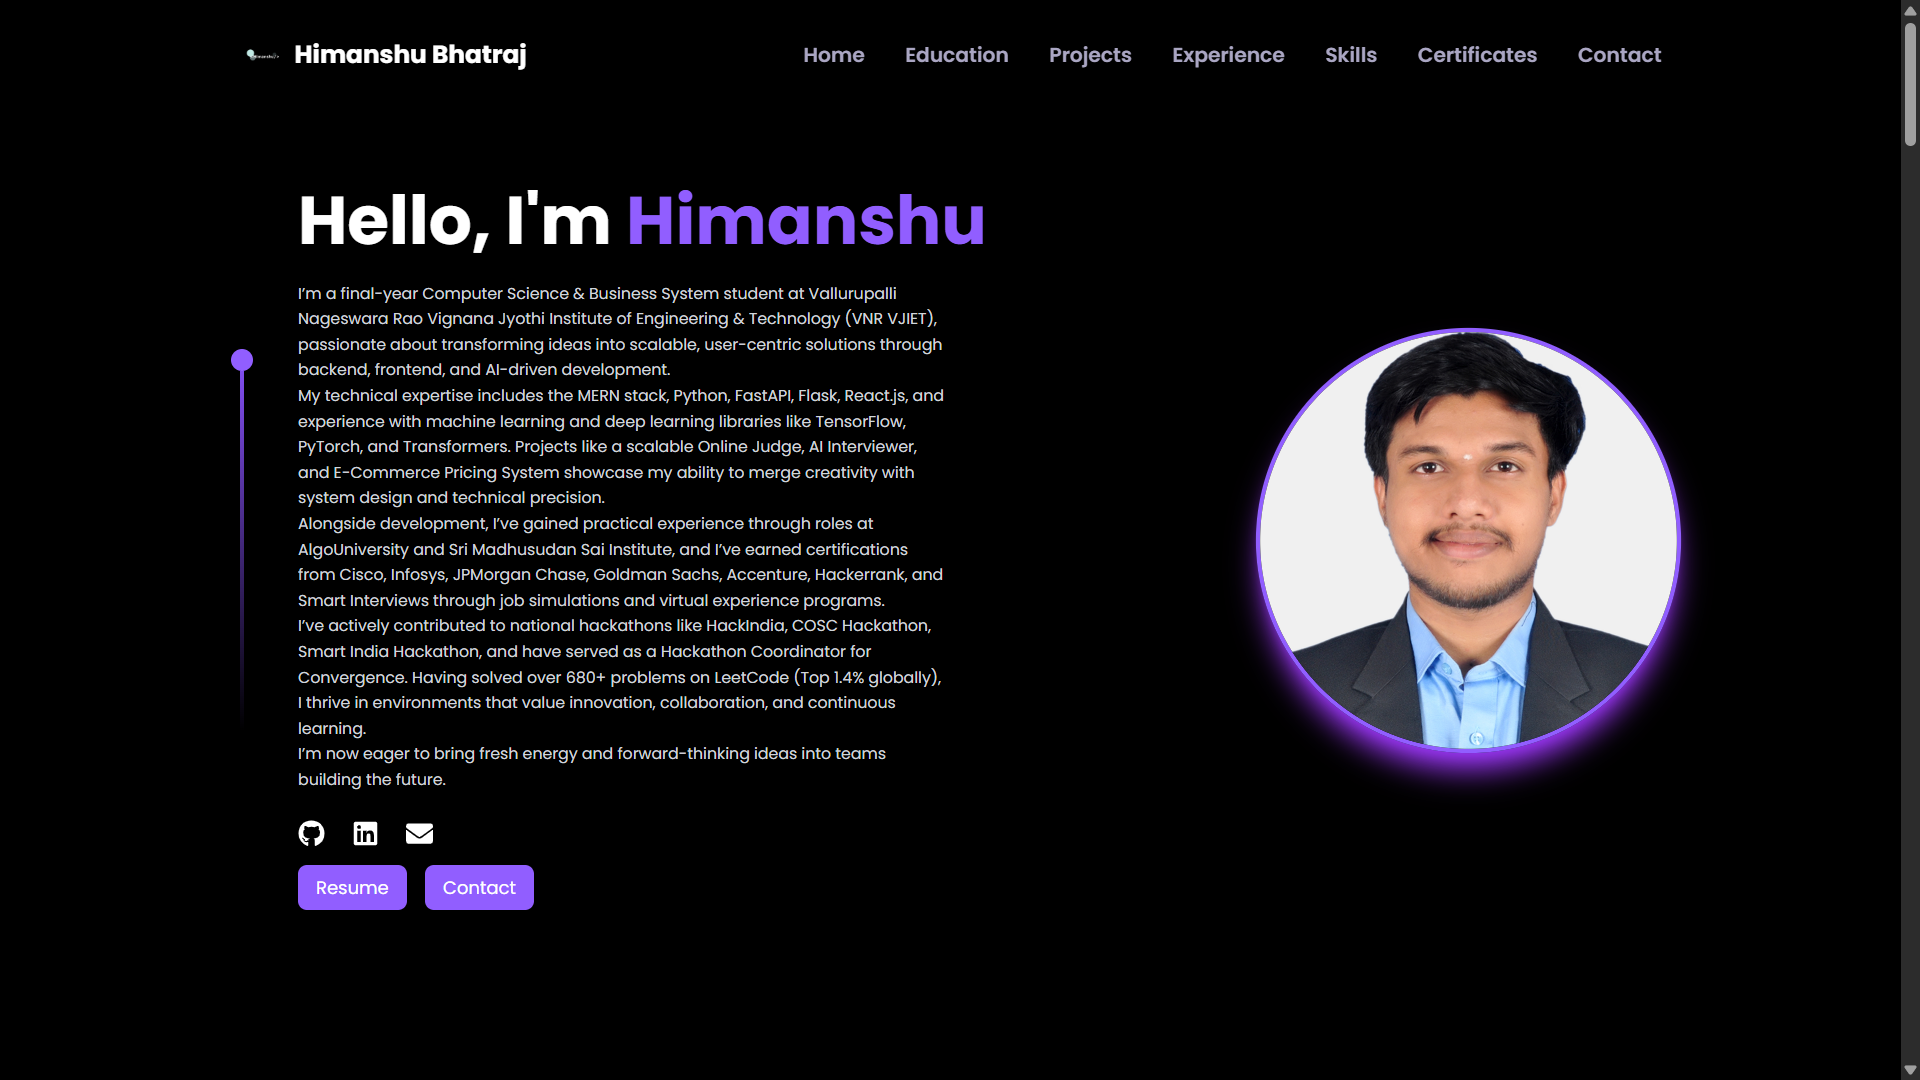 Himanshu Bhatraj
Home Education Projects Experience Skills Certificates Contact
Hello, I'm Himanshu
I’m a final-year Computer Science & Business System student at Vallurupalli
Nageswara Rao Vignana Jyothi Institute of Engineering & Technology (VNR VJIET),
passionate about transforming ideas into scalable, user-centric solutions through
backend, frontend, and AI-driven development.
My technical expertise includes the MERN stack, Python, FastAPI, Flask, React.js, and
experience with machine learning and deep learning libraries like TensorFlow,
PyTorch, and Transformers. Projects like a scalable Online Judge, AI Interviewer,
and E-Commerce Pricing System showcase my ability to merge creativity with
system design and technical precision.
Alongside development, I’ve gained practical experience through roles at
AlgoUniversity and Sri Madhusudan Sai Institute, and I’ve earned certifications
from Cisco, Infosys, JPMorgan Chase, Goldman Sachs, Accenture, Hackerrank, and
Smart Interviews through job simulations and virtual experience programs.
I’ve actively contributed to national hackathons like HackIndia, COSC Hackathon,
Smart India Hackathon, and have served as a Hackathon Coordinator for
Convergence. Having solved over 680+ problems on LeetCode (Top 1.4% globally),
I thrive in environments that value innovation, collaboration, and continuous
learning.
I’m now eager to bring fresh energy and forward-thinking ideas into teams
building the future.
Resume Contact